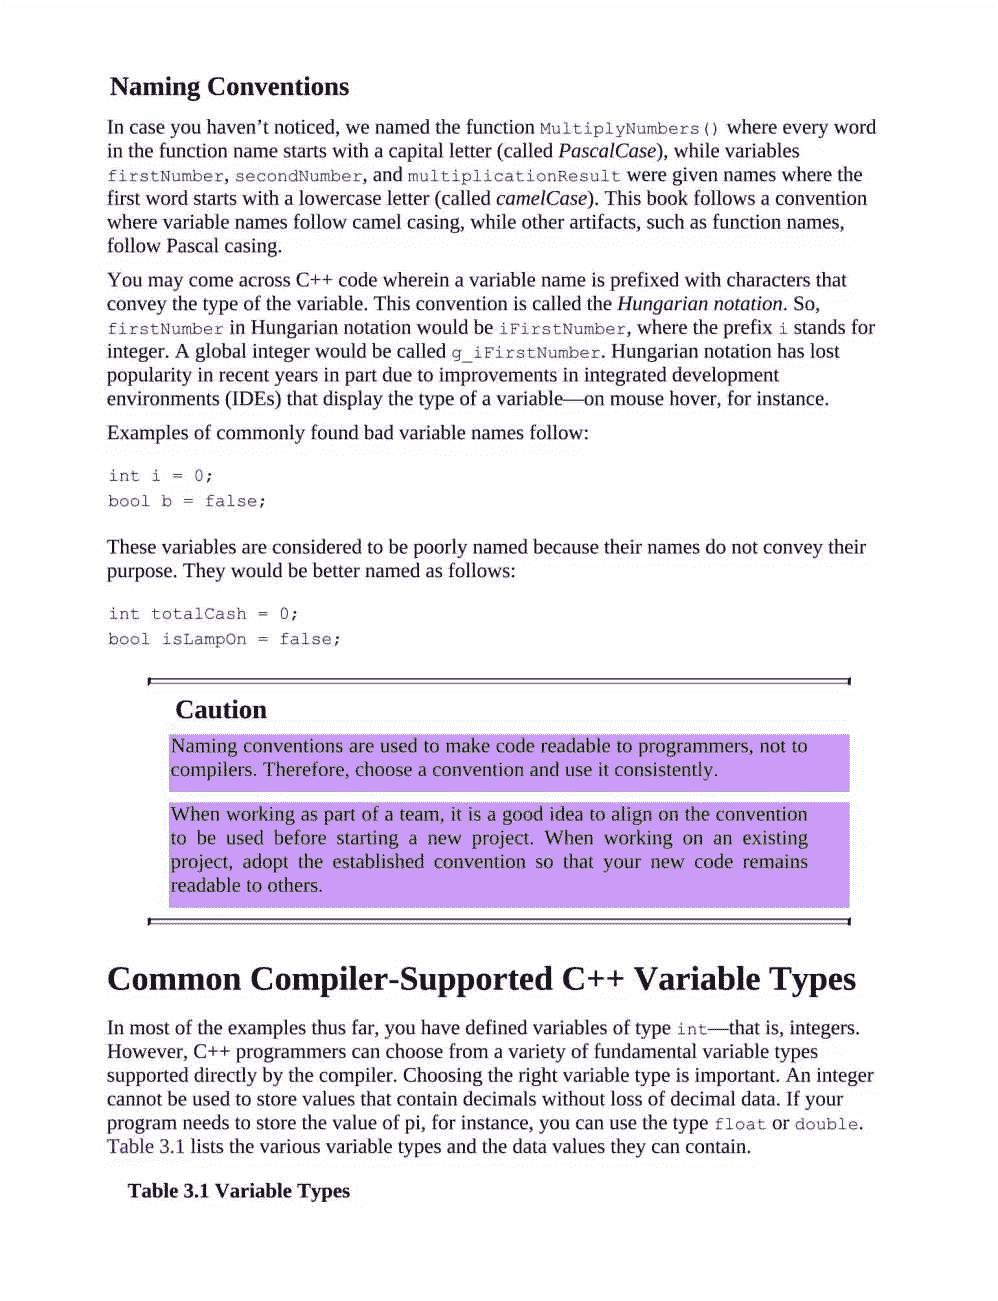 Naming Conventions
In case you haven’t noticed, we named the function MultiplyNumbers() where every word
in the function name starts with a capital letter (called PascalCase), while variables
firstNumber, secondNumber, and multiplicationResult were given names where the
first word starts with a lowercase letter (called camelCase). This book follows a convention
where variable names follow camel casing, while other artifacts, such as function names,
follow Pascal casing.
You may come across C++ code wherein a variable name is prefixed with characters that
convey the type of the variable. This convention is called the Hungarian notation. So,
firstNumber in Hungarian notation would be iFirstNumber, where the prefix i stands for
integer. A global integer would be called g_iFirstNumber. Hungarian notation has lost
popularity in recent years in part due to improvements in integrated development
environments (IDEs) that display the type of a variable—on mouse hover, for instance.
Examples of commonly found bad variable names follow:
int i = 0;
bool b = false;
These variables are considered to be poorly named because their names do not convey their
purpose. They would be better named as follows:
int totalCash = 0;
bool isLampOn = false;
Caution
Naming conventions are used to make code readable to programmers, not to
compilers. Therefore, choose a convention and use it consistently.
When working as part of a team, it is a good idea to align on the convention
to be used before starting a new project. When working on an existing
project, adopt the established convention so that your new code remains
readable to others.
Common Compiler-Supported C++ Variable Types
In most of the examples thus far, you have defined variables of type int—that is, integers.
However, C++ programmers can choose from a variety of fundamental variable types
supported directly by the compiler. Choosing the right variable type is important. An integer
cannot be used to store values that contain decimals without loss of decimal data. If your
program needs to store the value of pi, for instance, you can use the type float or double.
Table 3.1 lists the various variable types and the data values they can contain.
Table 3.1 Variable Types